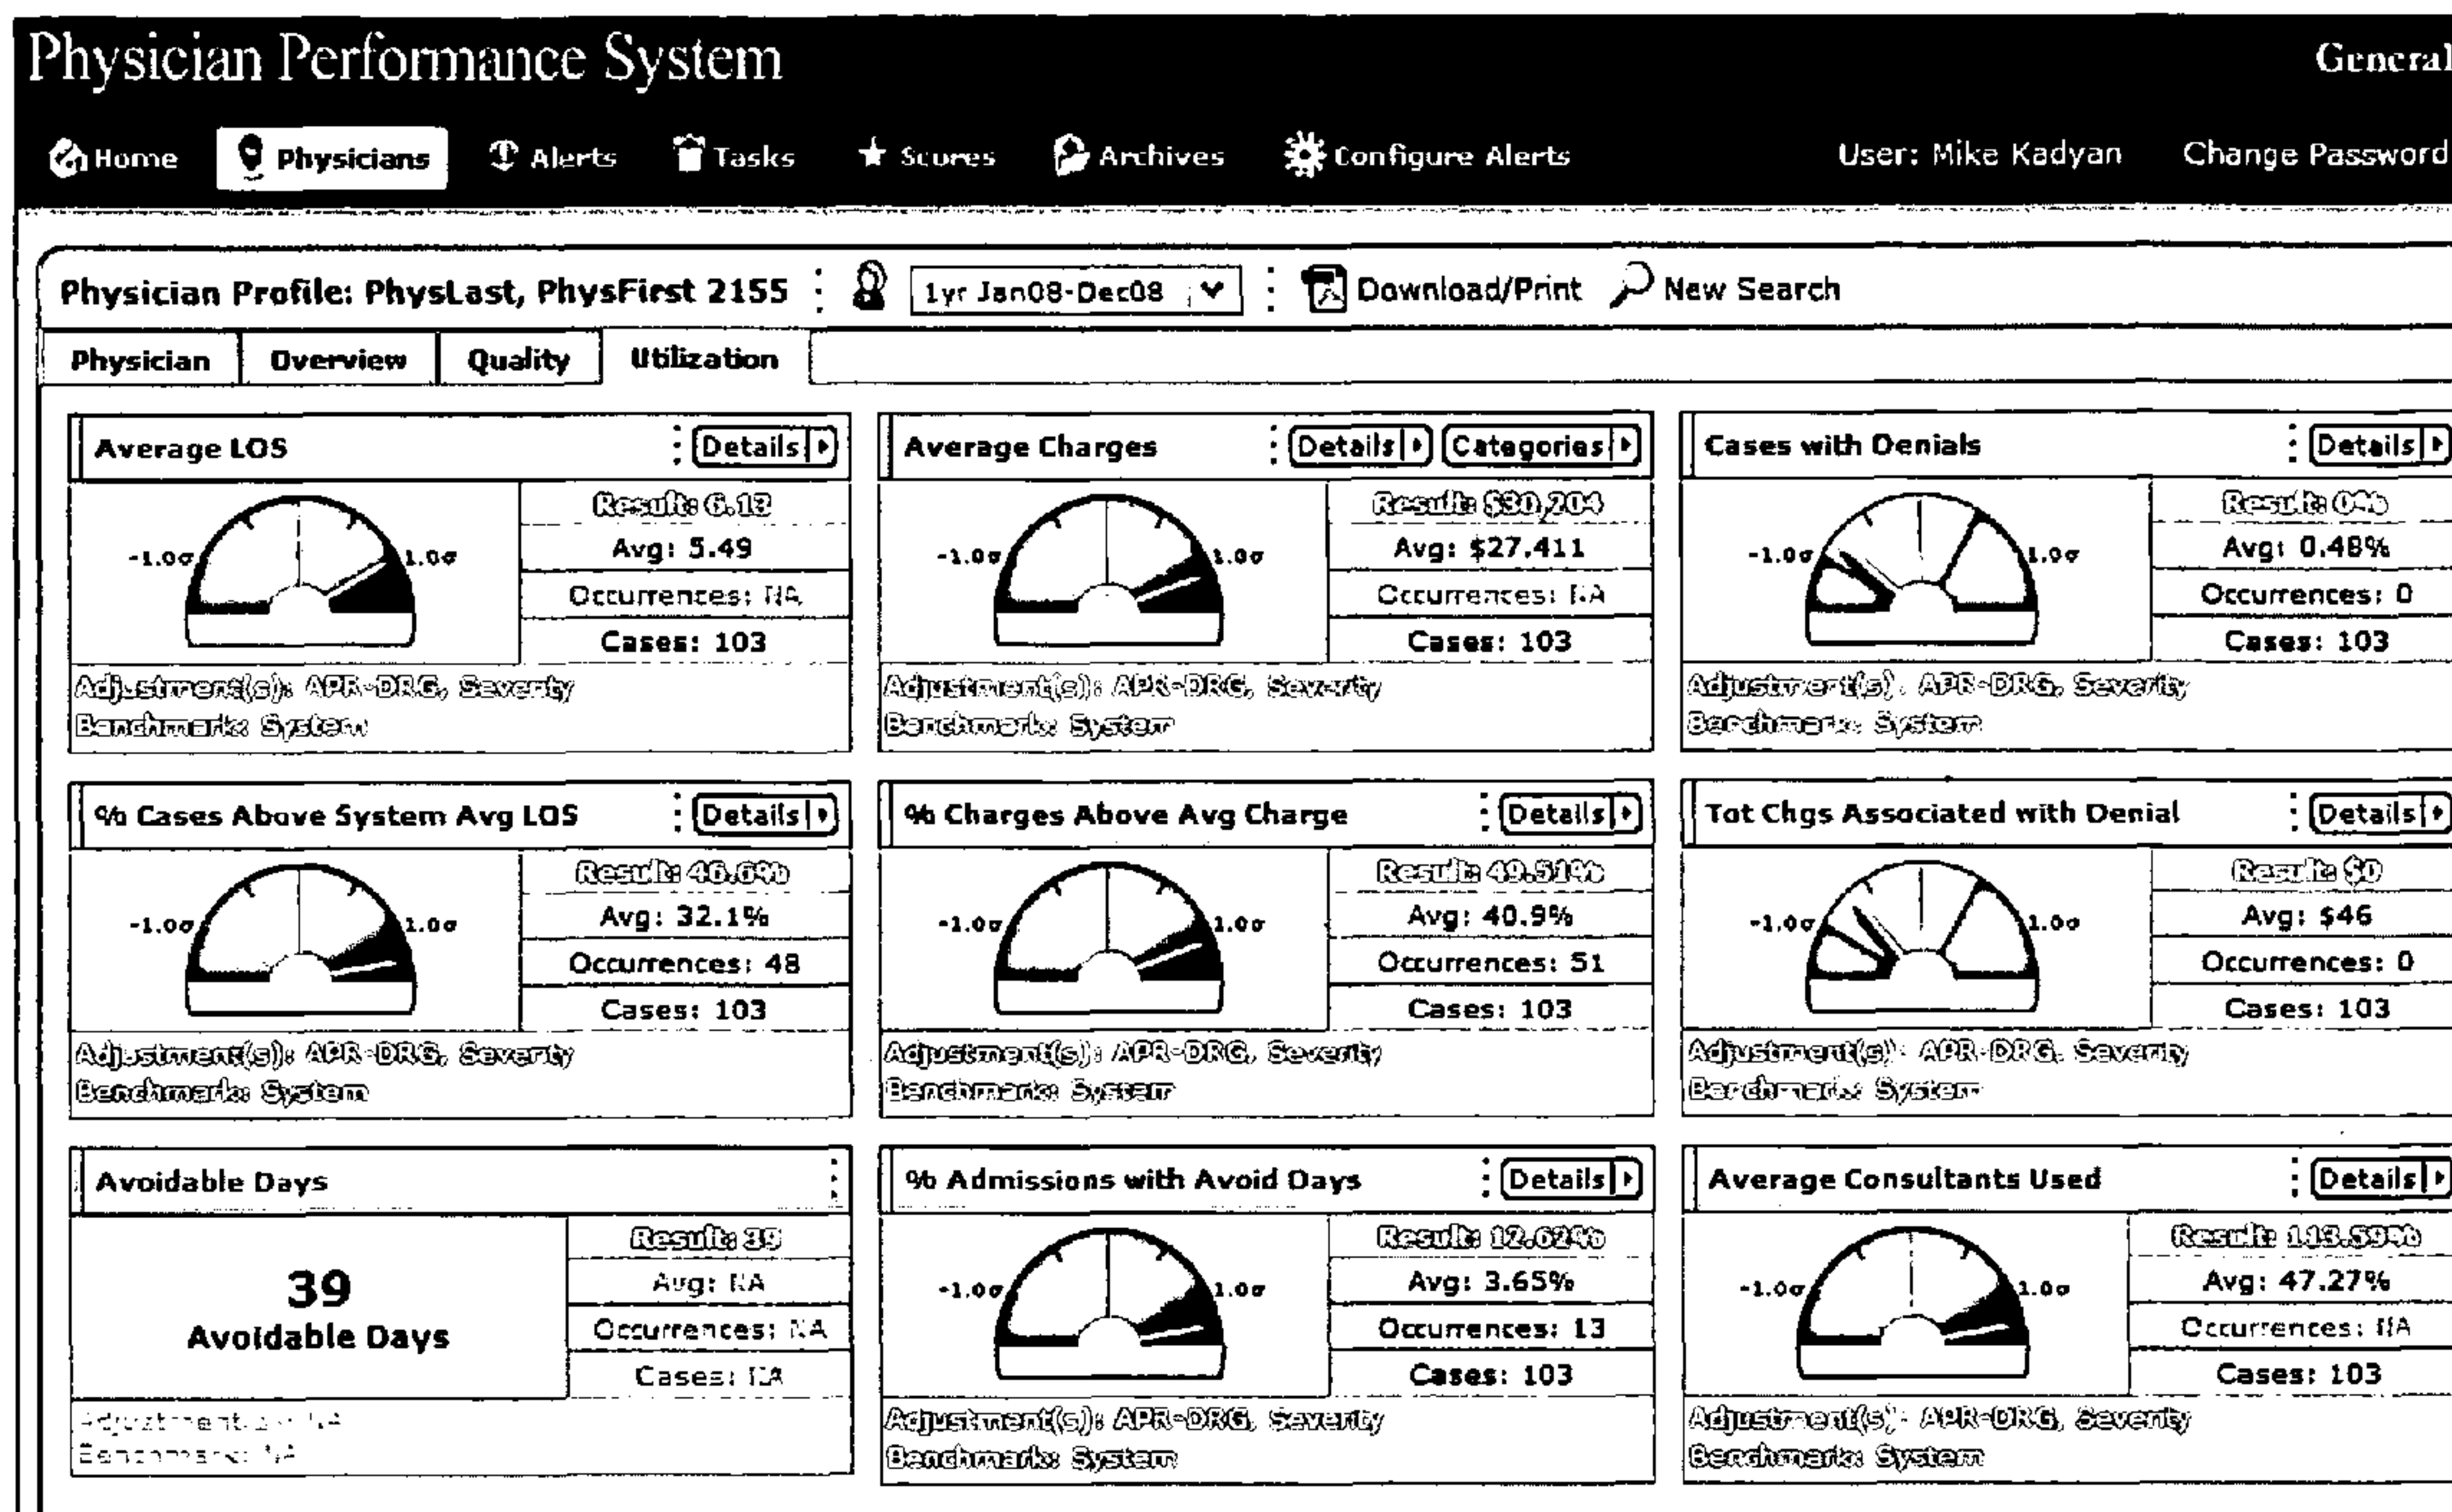 Physician Performance System
General
Home Physicians Alerts Tasks Scores Archives Configure Alerts User: Mike Kadyan Change Password
Physician Profile: PhysLast, PhysFirst 2155 1yr Jan08-Dec08 Download/Print New Search
Physician Overview Quality Utilization
Average LOS Details
-1.0σ 1.0σ
Result: 6.13
Avg: 5.49
Occurrences: NA
Cases: 103
Adjustment(s): APR-DRG, Severity
Benchmark: System
Average Charges Details Categories
-1.0σ 1.0σ
Result: $30,204
Avg: $27,411
Occurrences: NA
Cases: 103
Adjustment(s): APR-DRG, Severity
Benchmark: System
Cases with Denials Details
-1.0σ 1.0σ
Result: 0%
Avg: 0.48%
Occurrences: 0
Cases: 103
Adjustment(s): APR-DRG, Severity
Benchmark: System
% Cases Above System Avg LOS Details
-1.0σ 1.0σ
Result: 46.6%
Avg: 32.1%
Occurrences: 48
Cases: 103
Adjustment(s): APR-DRG, Severity
Benchmark: System
% Charges Above Avg Charge Details
-1.0σ 1.0σ
Result: 49.51%
Avg: 40.9%
Occurrences: 51
Cases: 103
Adjustment(s): APR-DRG, Severity
Benchmark: System
Tot Chgs Associated with Denial Details
-1.0σ 1.0σ
Result: $0
Avg: $46
Occurrences: 0
Cases: 103
Adjustment(s): APR-DRG, Severity
Benchmark: System
Avoidable Days
39
Avoidable Days
Result: 39
Avg: NA
Occurrences: NA
Cases: NA
Adjustment(s): NA
Benchmark: NA
% Admissions with Avoid Days Details
-1.0σ 1.0σ
Result: 12.62%
Avg: 3.65%
Occurrences: 13
Cases: 103
Adjustment(s): APR-DRG, Severity
Benchmark: System
Average Consultants Used Details
-1.0σ 1.0σ
Result: 113.59%
Avg: 47.27%
Occurrences: NA
Cases: 103
Adjustment(s): APR-DRG, Severity
Benchmark: System